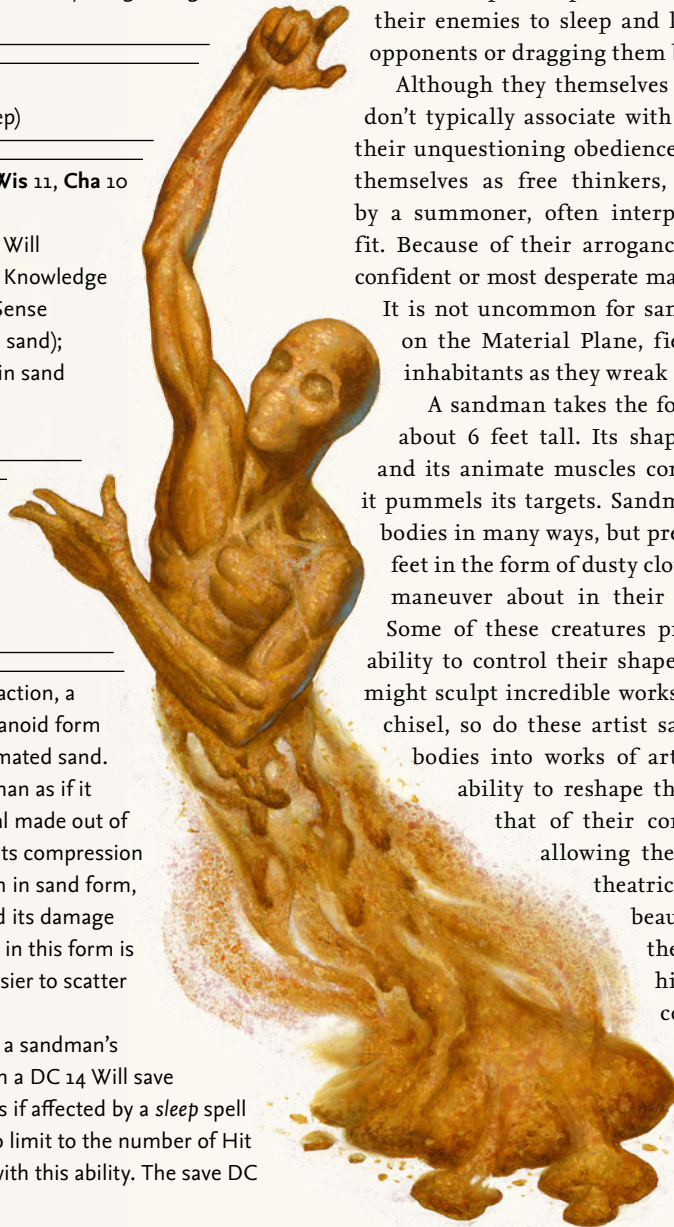 ep)
Wis 11, Cha 10
Will
Knowledge
Sense
sand);
in sand
action, a
anoid form
mated sand.
man as if it
al made out of
its compression
n in sand form,
d its damage
in this form is
sier to scatter
a sandman's
n a DC 14 Will save
s if affected by a sleep spell
o limit to the number of Hit
with this ability. The save DC
their enemies to sleep and l
opponents or dragging them b
Although they themselves
don't typically associate with
their unquestioning obedience
themselves as free thinkers,
by a summoner, often interp
fit. Because of their arroganc
confident or most desperate ma
It is not uncommon for san
on the Material Plane, fie
inhabitants as they wreak
A sandman takes the fo
about 6 feet tall. Its shap
and its animate muscles con
it pummels its targets. Sandm
bodies in many ways, but pre
feet in the form of dusty clou
maneuver about in their
Some of these creatures pr
ability to control their shape
might sculpt incredible works
chisel, so do these artist sa
bodies into works of art
ability to reshape th
that of their cor
allowing the
theatric
beau
the
hi
co